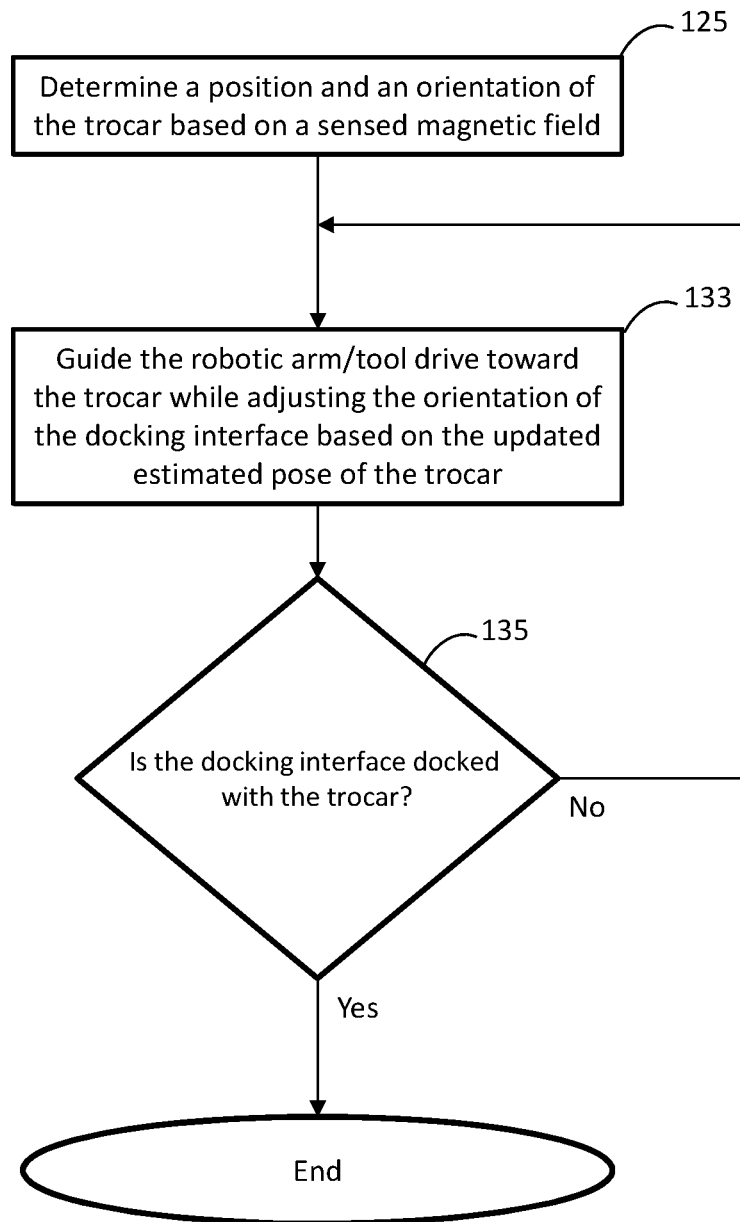 125
Determine a position and an orientation of
the trocar based on a sensed magnetic field
133
Guide the robotic arm/tool drive toward
the trocar while adjusting the orientation of
the docking interface based on the updated
estimated pose of the trocar
135
Is the docking interface docked
with the trocar?
No
Yes
End